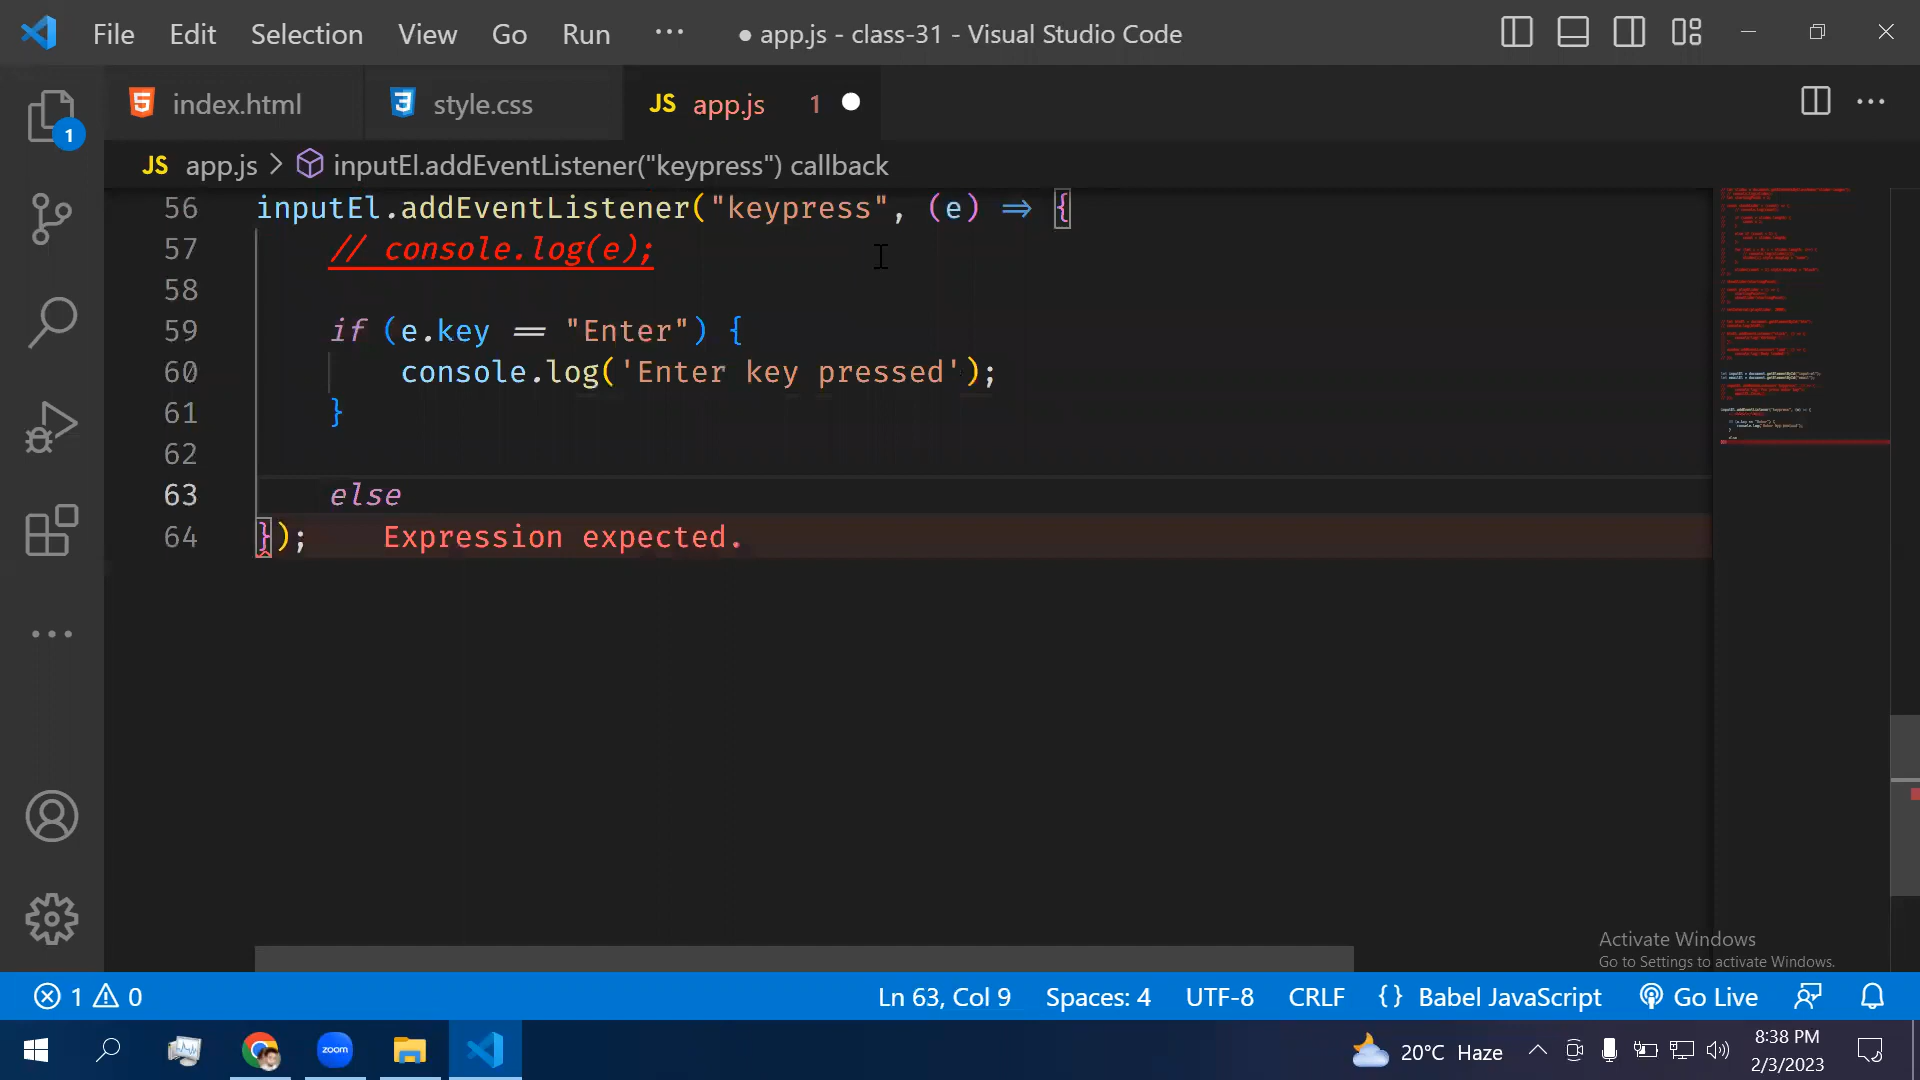 File Edit Selection View Go Run ··· ● app.js - class-31 - Visual Studio Code
index.html style.css JS app.js 1
1
JS app.js > inputEl.addEventListener("keypress") callback
56 inputEl.addEventListener("keypress", (e) => {
57 // console.log(e);
58
59 if (e.key == "Enter") {
60 console.log('Enter key pressed');
61 }
62
63 else
64 }); Expression expected.
Activate Windows
Go to Settings to activate Windows.
1 0 Ln 63, Col 9 Spaces: 4 UTF-8 CRLF {} Babel JavaScript Go Live
zoom 20°C Haze 8:38 PM
2/3/2023